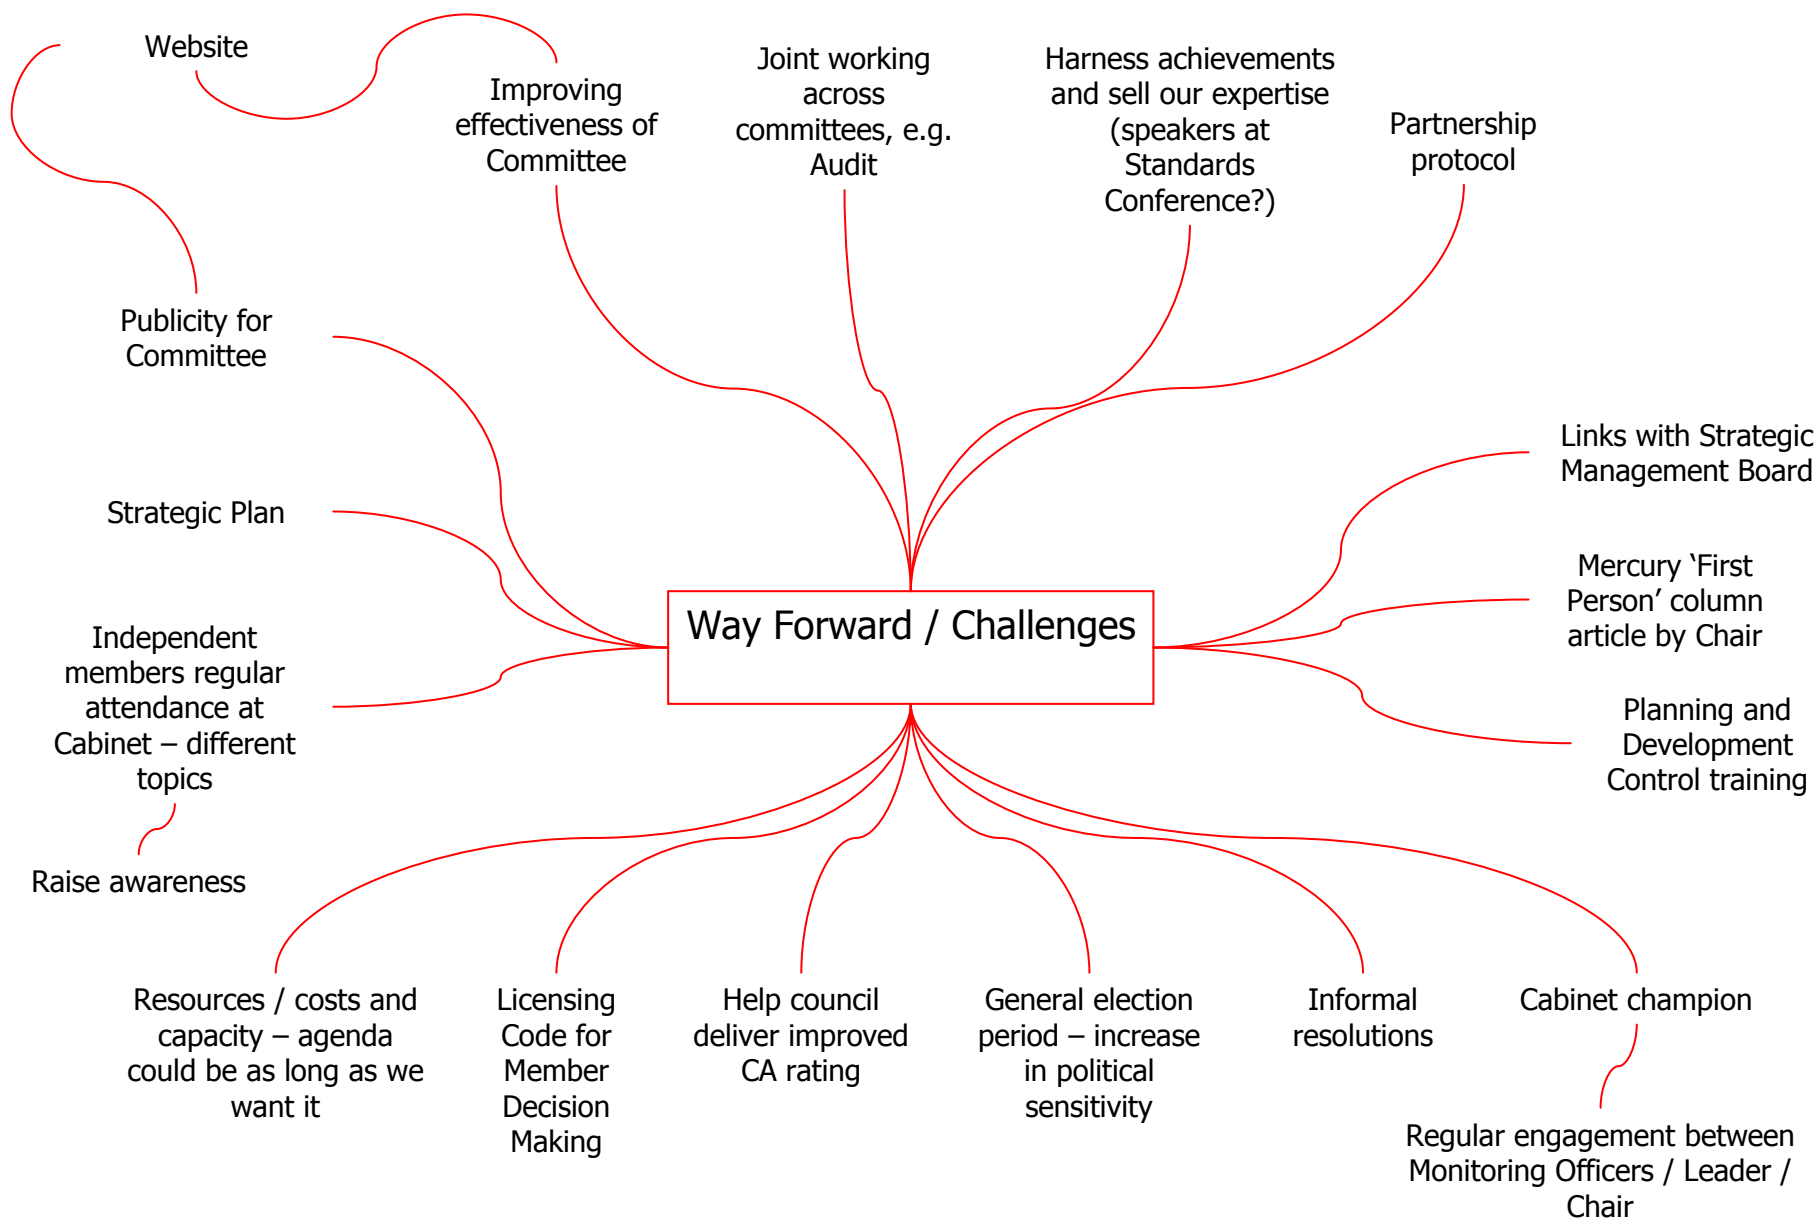 Website
Improving
effectiveness of
Committee
Joint working
across
committees, e.g.
Audit
Harness achievements
and sell our expertise
(speakers at
Standards
Conference?)
Partnership
protocol
Publicity for
Committee
Links with Strategic
Management Board
Strategic Plan
Mercury ‘First
Person’ column
article by Chair
Way Forward / Challenges
Independent
members regular
attendance at
Cabinet – different
topics
Planning and
Development
Control training
Raise awareness
Resources / costs and
capacity – agenda
could be as long as we
want it
Licensing
Code for
Member
Decision
Making
Help council
deliver improved
CA rating
General election
period – increase
in political
sensitivity
Informal
resolutions
Cabinet champion
Regular engagement between
Monitoring Officers / Leader /
Chair